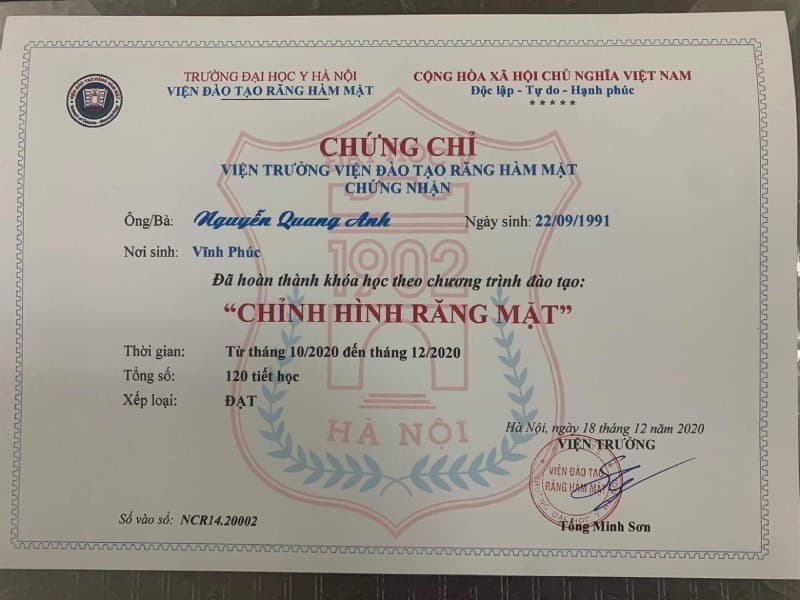 TRƯỜNG ĐẠI HỌC Y HÀ NỘI
VIỆN ĐÀO TẠO RĂNG HÀM MẶT
CỘNG HÒA XÃ HỘI CHỦ NGHĨA VIỆT NAM
Độc lập - Tự do - Hạnh phúc
*****
CHỨNG CHỈ
VIỆN TRƯỞNG VIỆN ĐÀO TẠO RĂNG HÀM MẶT
CHỨNG NHẬN
Ông/Bà: Nguyễn Quang Anh Ngày sinh: 22/09/1991
Nơi sinh: Vĩnh Phúc
1902
Đã hoàn thành khóa học theo chương trình đào tạo:
“CHỈNH HÌNH RĂNG MẶT”
Thời gian: Từ tháng 10/2020 đến tháng 12/2020
Tổng số: 120 tiết học
Xếp loại: ĐẠT
HÀ NỘI
Hà Nội, ngày 18 tháng 12 năm 2020
VIỆN TRƯỞNG
VIỆN ĐÀO TẠO
RĂNG HÀM MẶT
Tống Minh Sơn
Số vào sổ: NCR14.20002